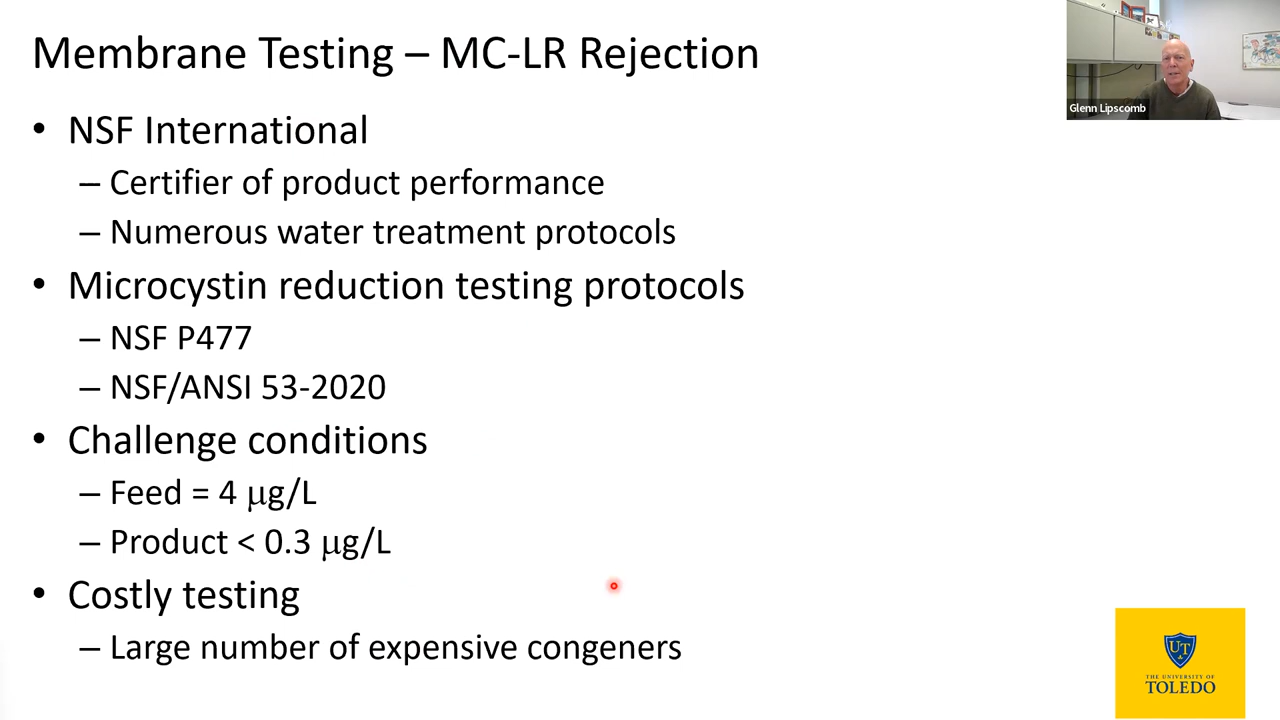 Membrane Testing – MC-LR Rejection
Glenn Lipscomb
• NSF International
– Certifier of product performance
– Numerous water treatment protocols
• Microcystin reduction testing protocols
– NSF P477
– NSF/ANSI 53-2020
• Challenge conditions
– Feed = 4 μg/L
– Product < 0.3 μg/L
• Costly testing
– Large number of expensive congeners
UT
THE UNIVERSITY OF
TOLEDO